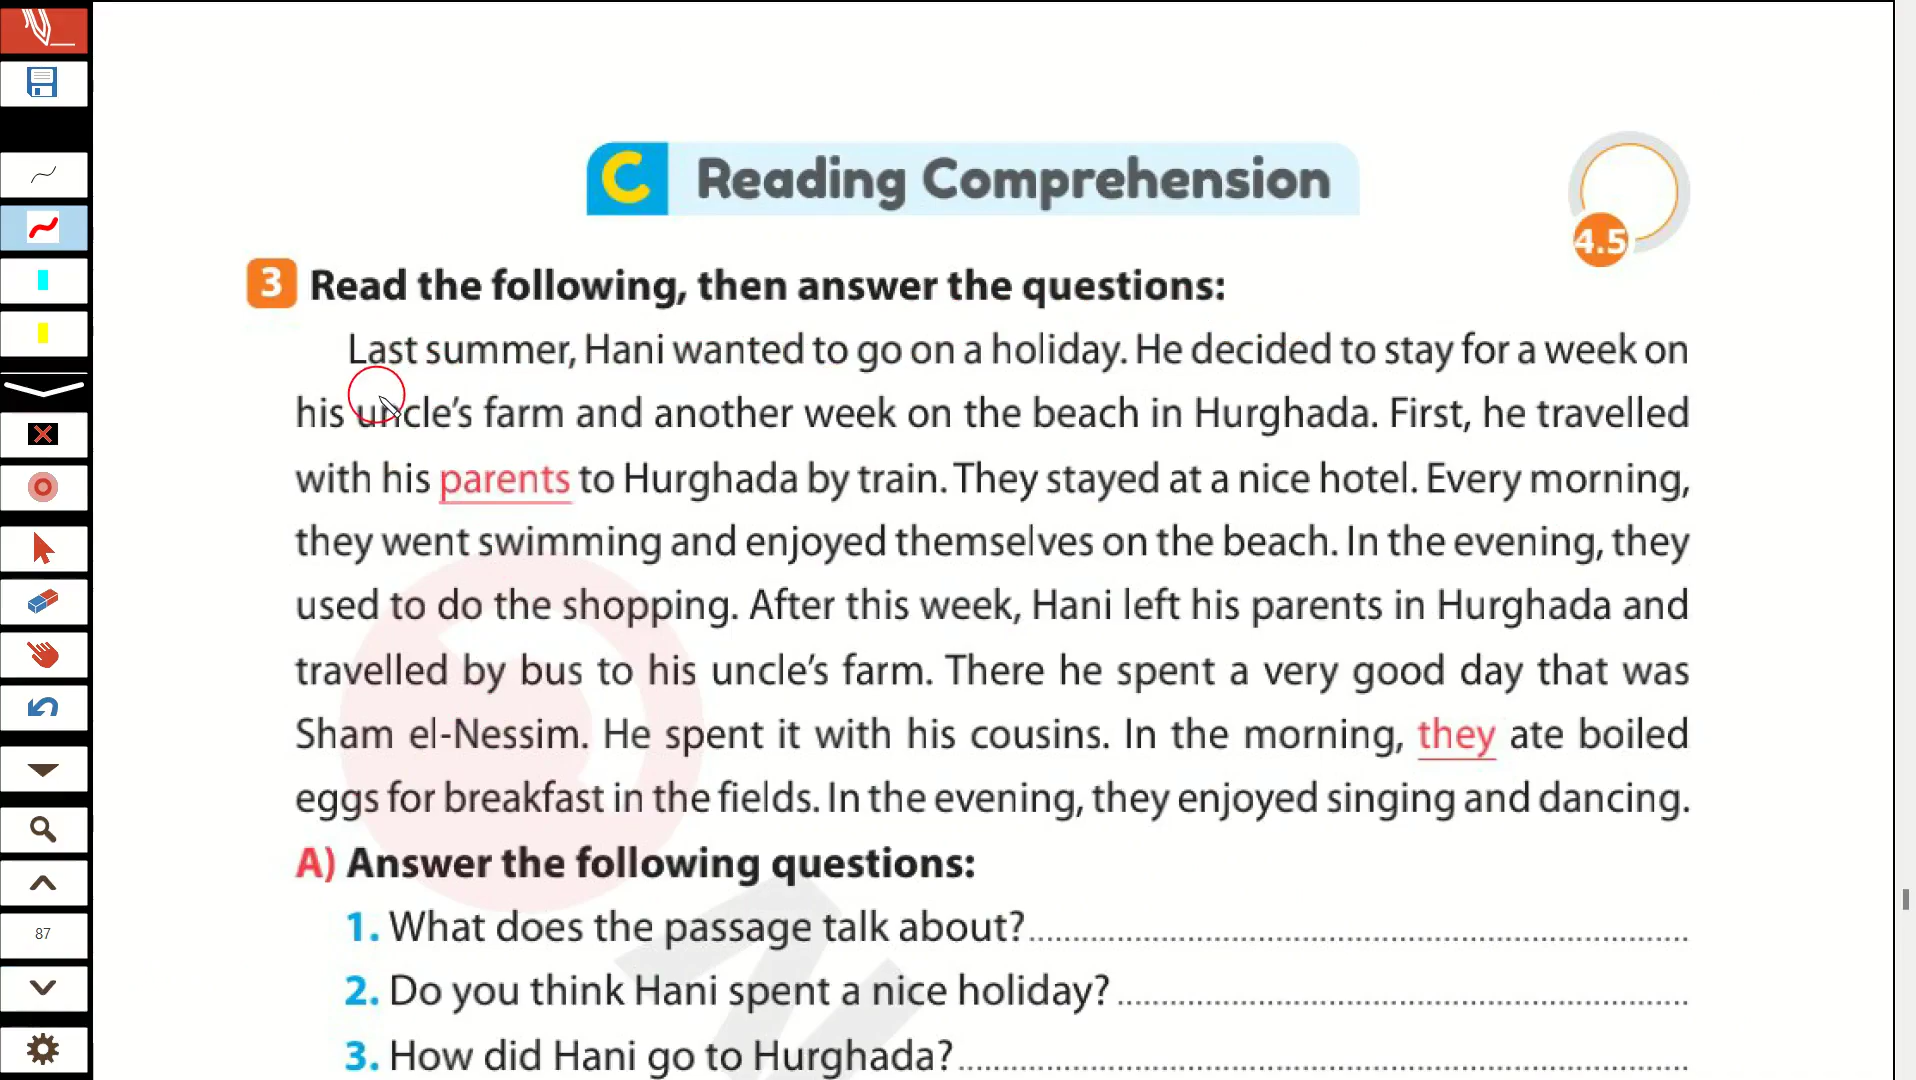 C Reading Comprehension
4.5
3 Read the following, then answer the questions:
Last summer, Hani wanted to go on a holiday. He decided to stay for a week on
his uncle’s farm and another week on the beach in Hurghada. First, he travelled
with his parents to Hurghada by train. They stayed at a nice hotel. Every morning,
they went swimming and enjoyed themselves on the beach. In the evening, they
used to do the shopping. After this week, Hani left his parents in Hurghada and
travelled by bus to his uncle’s farm. There he spent a very good day that was
Sham el-Nessim. He spent it with his cousins. In the morning, they ate boiled
eggs for breakfast in the fields. In the evening, they enjoyed singing and dancing.
A) Answer the following questions:
1. What does the passage talk about?
2. Do you think Hani spent a nice holiday?
3. How did Hani go to Hurghada?
87